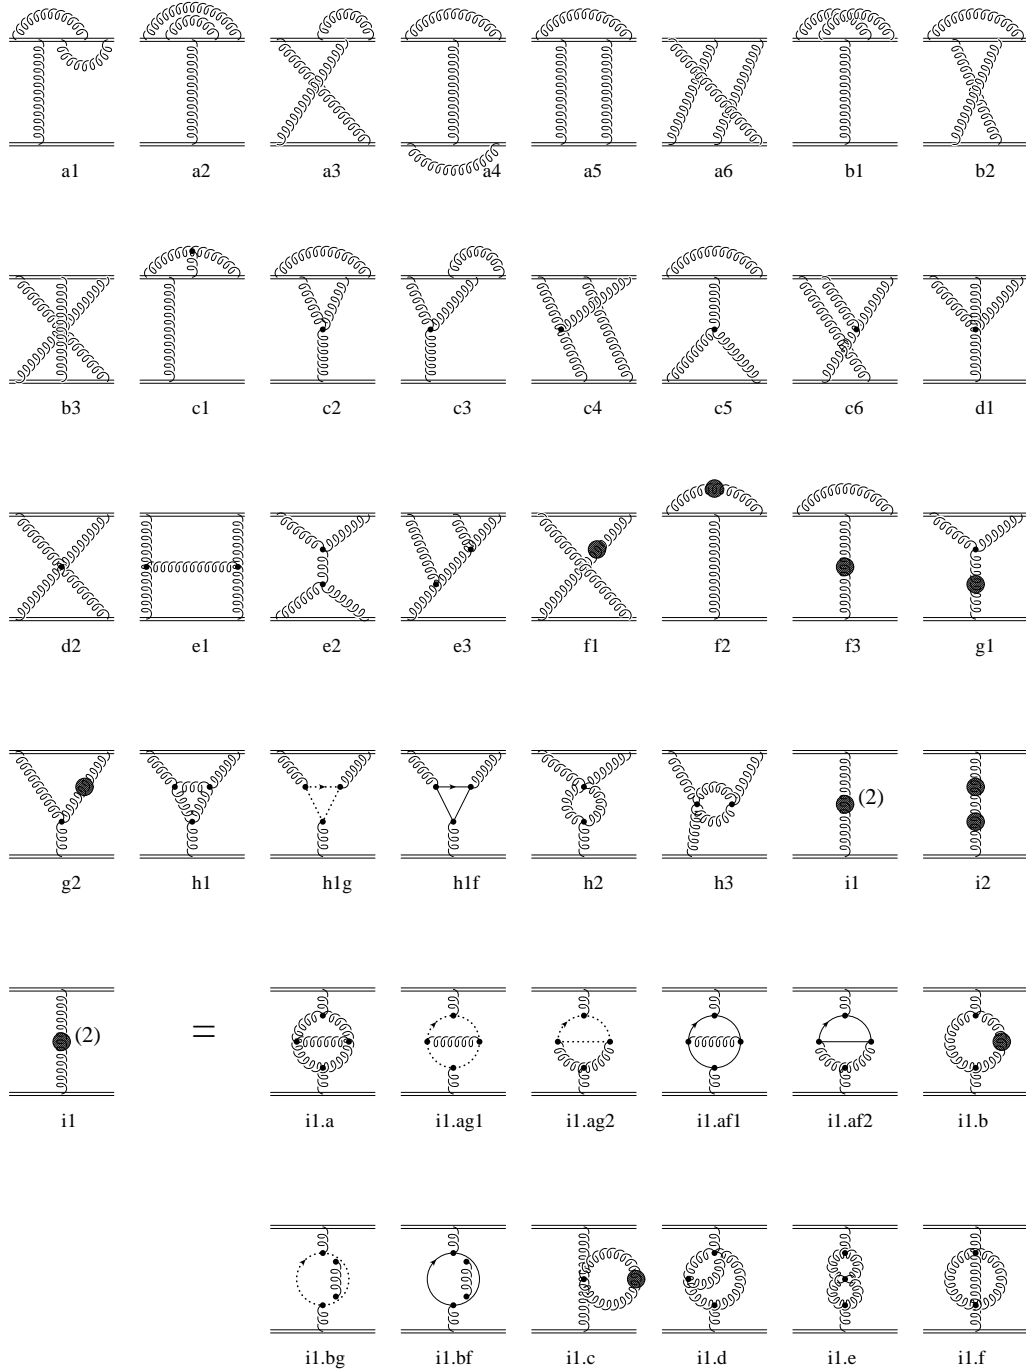 a1 a2 a3 a4 a5 a6 b1 b2
b3 c1 c2 c3 c4 c5 c6 d1
d2 e1 e2 e3 f1 f2 f3 g1
(2)
g2 h1 h1g h1f h2 h3 i1 i2
(2) =
i1 i1.a i1.ag1 i1.ag2 i1.af1 i1.af2 i1.b
i1.bg i1.bf i1.c i1.d i1.e i1.f